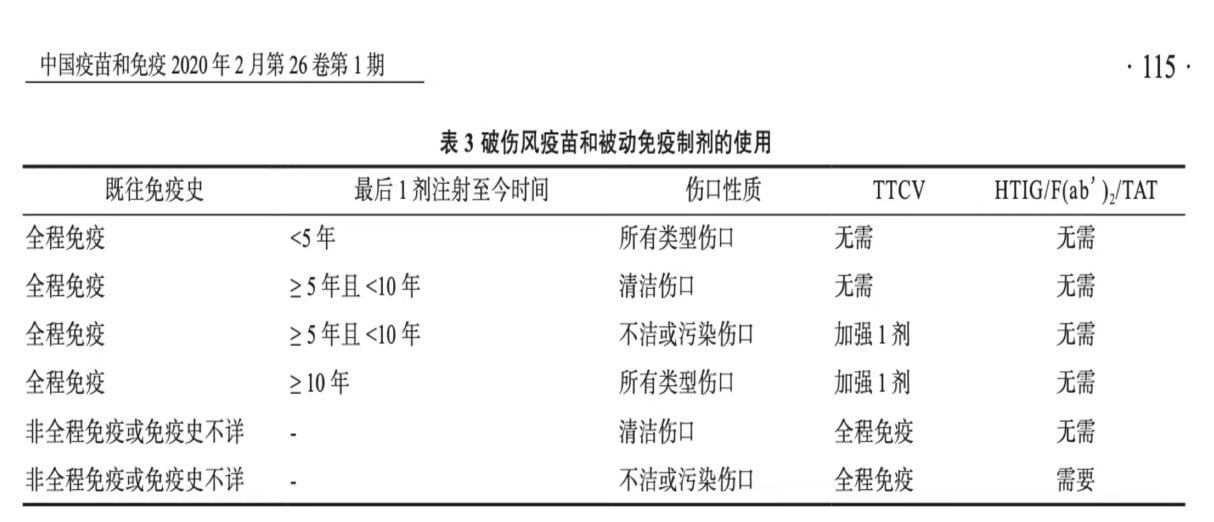 中国疫苗和免疫 2020 年 2 月第 26 卷第 1 期 · 115 ·
表 3 破伤风疫苗和被动免疫制剂的使用
既往免疫史 最后 1 剂注射至今时间 伤口性质 TTCV HTIG/F(ab′)2/TAT
全程免疫 <5 年 所有类型伤口 无需 无需
全程免疫 ≥ 5 年且 <10 年 清洁伤口 无需 无需
全程免疫 ≥ 5 年且 <10 年 不洁或污染伤口 加强 1 剂 无需
全程免疫 ≥ 10 年 所有类型伤口 加强 1 剂 无需
非全程免疫或免疫史不详 - 清洁伤口 全程免疫 无需
非全程免疫或免疫史不详 - 不洁或污染伤口 全程免疫 需要